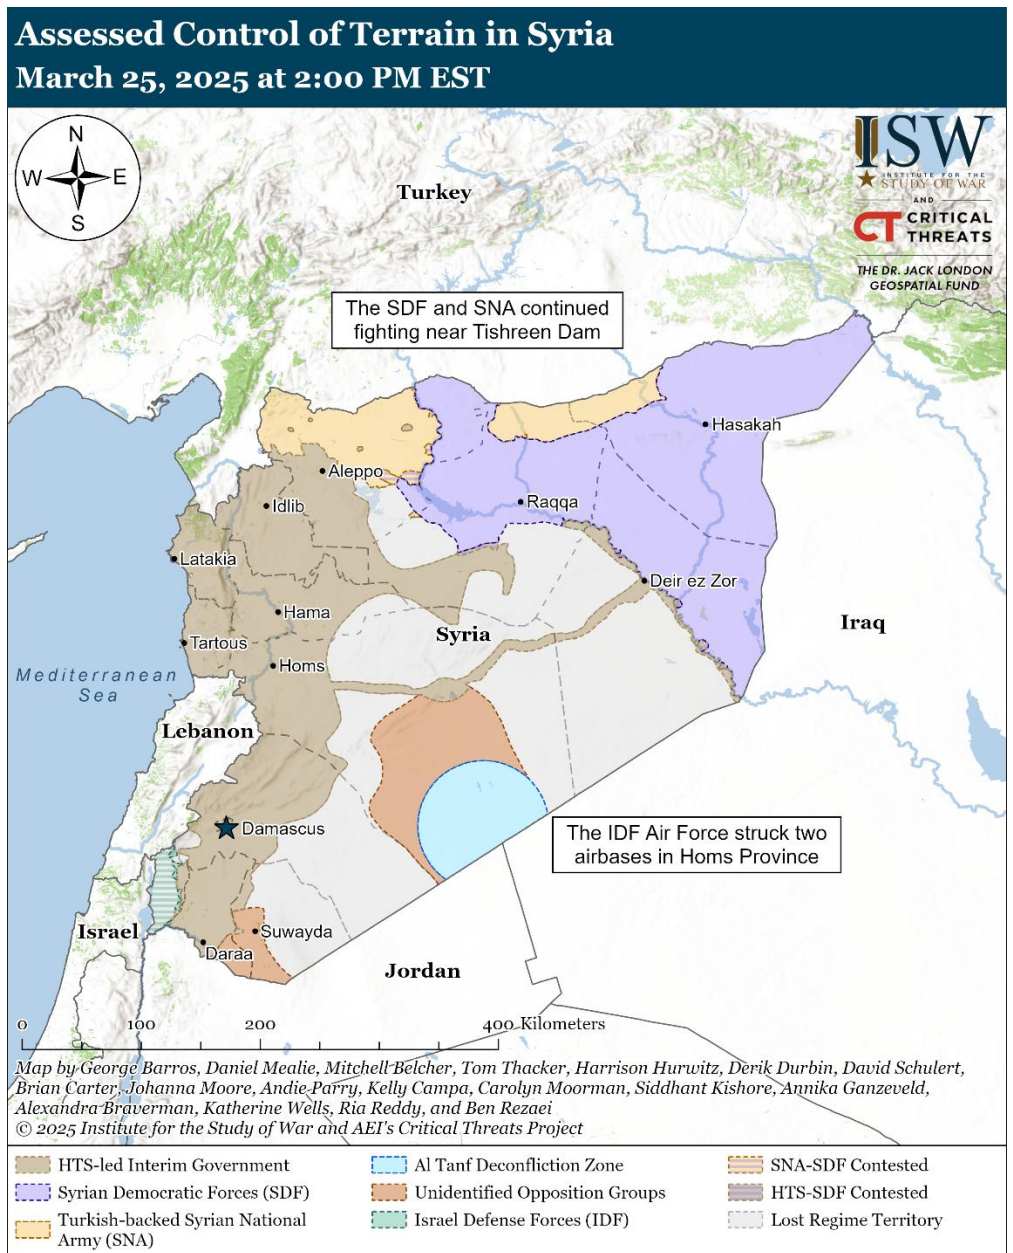 Assessed Control of Terrain in Syria
March 25, 2025 at 2:00 PM EST
N
W E
S
ISW
INSTITUTE FOR THE
STUDY OF WAR
AND
CT CRITICAL
THREATS
THE DR. JACK LONDON
GEOSPATIAL FUND
Turkey
The SDF and SNA continued
fighting near Tishreen Dam
Hasakah
Aleppo
Raqqa
Idlib
Latakia
Deir ez Zor
Hama
Iraq
Syria
Tartous
Homs
Mediterranean
Sea
Lebanon
Damascus
The IDF Air Force struck two
airbases in Homs Province
Israel
Suwayda
Daraa
Jordan
0 100 200 400 Kilometers
Map by George Barros, Daniel Mealie, Mitchell Belcher, Tom Thacker, Harrison Hurwitz, Derik Durbin, David Schulert,
Brian Carter, Johanna Moore, Andie Parry, Kelly Campa, Carolyn Moorman, Siddhant Kishore, Annika Ganzeveld,
Alexandra Braverman, Katherine Wells, Ria Reddy, and Ben Rezaei
© 2025 Institute for the Study of War and AEI's Critical Threats Project
HTS-led Interim Government
Syrian Democratic Forces (SDF)
Turkish-backed Syrian National
Army (SNA)
Al Tanf Deconfliction Zone
Unidentified Opposition Groups
Israel Defense Forces (IDF)
SNA-SDF Contested
HTS-SDF Contested
Lost Regime Territory